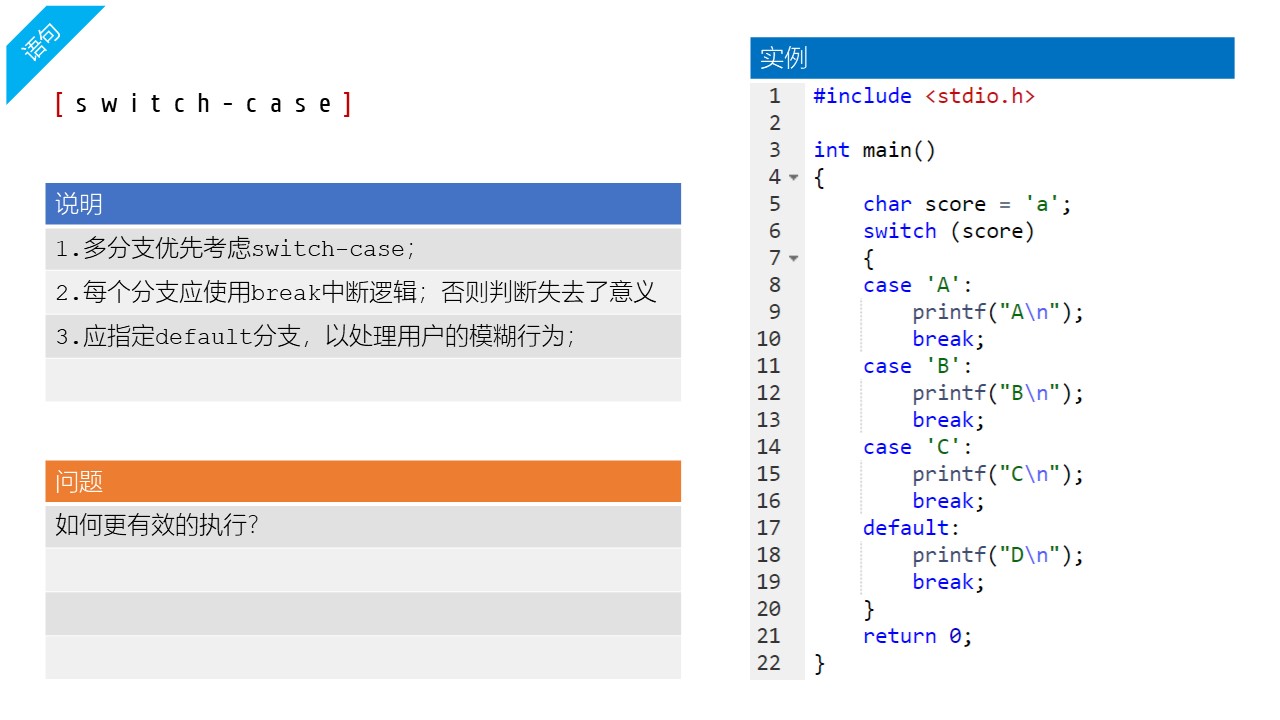 语句
[switch-case]
说明
1.多分支优先考虑switch-case；
2.每个分支应使用break中断逻辑；否则判断失去了意义
3.应指定default分支，以处理用户的模糊行为；
问题
如何更有效的执行？
实例
1 #include <stdio.h>
2
3 int main()
4 {
5     char score = 'a';
6     switch (score)
7     {
8     case 'A':
9         printf("A\n");
10         break;
11     case 'B':
12         printf("B\n");
13         break;
14     case 'C':
15         printf("C\n");
16         break;
17     default:
18         printf("D\n");
19         break;
20     }
21     return 0;
22 }